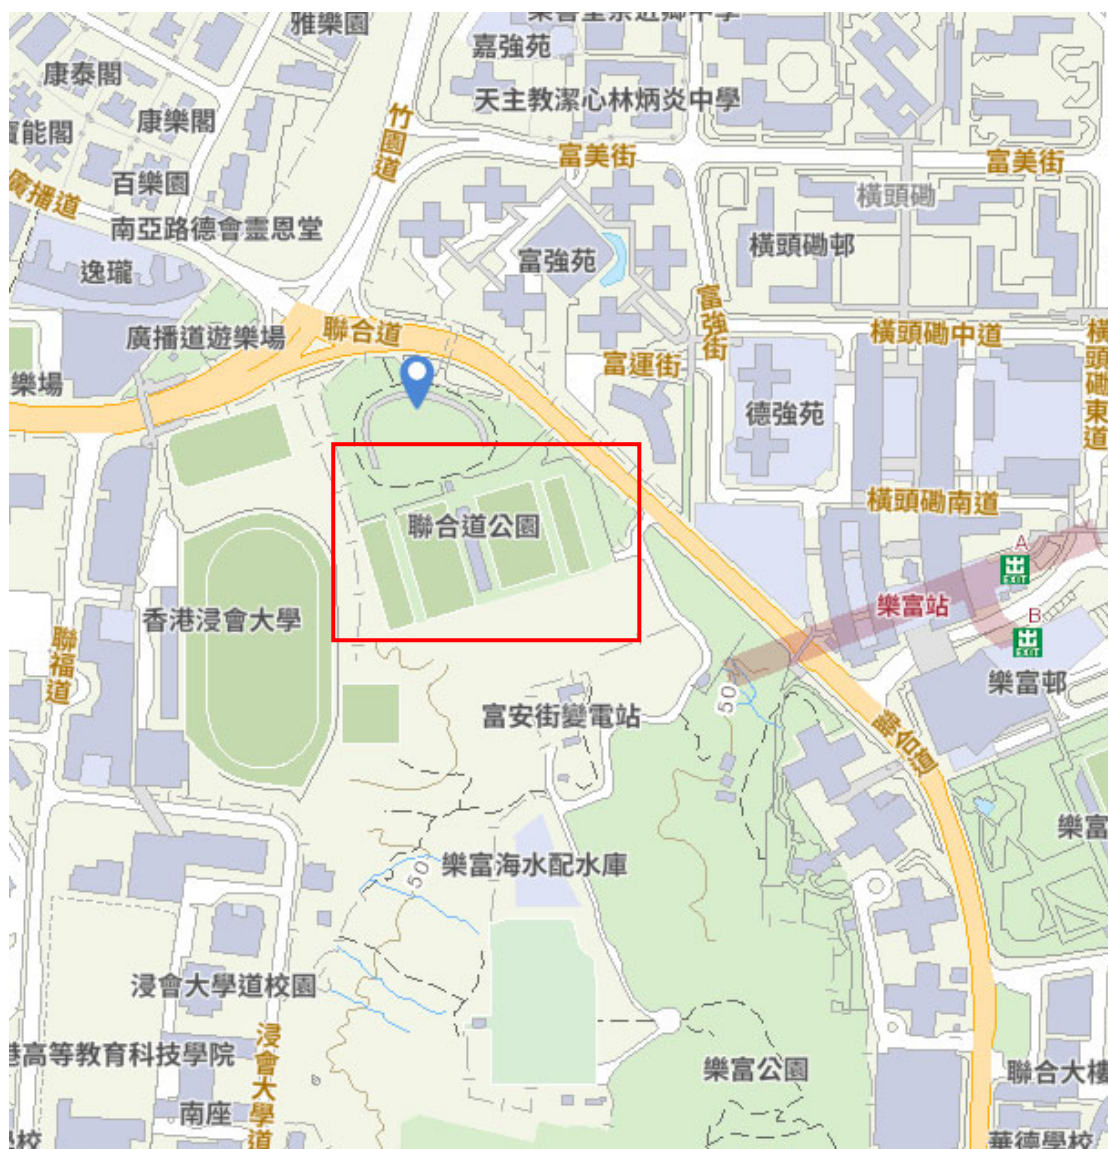 雅樂園
嘉強苑
康泰閣
天主教潔心林炳炎中學
康樂閣
竹園道
富美街
富美街
百樂園
廣播道
橫頭磡
南亞路德會靈恩堂
橫頭磡邨
富強苑
逸瓏
富強街
廣播道遊樂場
聯合道
橫頭磡中道
橫頭磡東道
富運街
樂場
德強苑
橫頭磡南道
聯合道公園
A
出
EXIT
樂富站
香港浸會大學
B
出
EXIT
聯福道
樂富邨
50
富安街變電站
聯合道
樂富
樂富海水配水庫
50
浸會大學道校園
浸會大學道
港高等教育科技學院
樂富公園
聯合大樓
南座
學校
華德學校